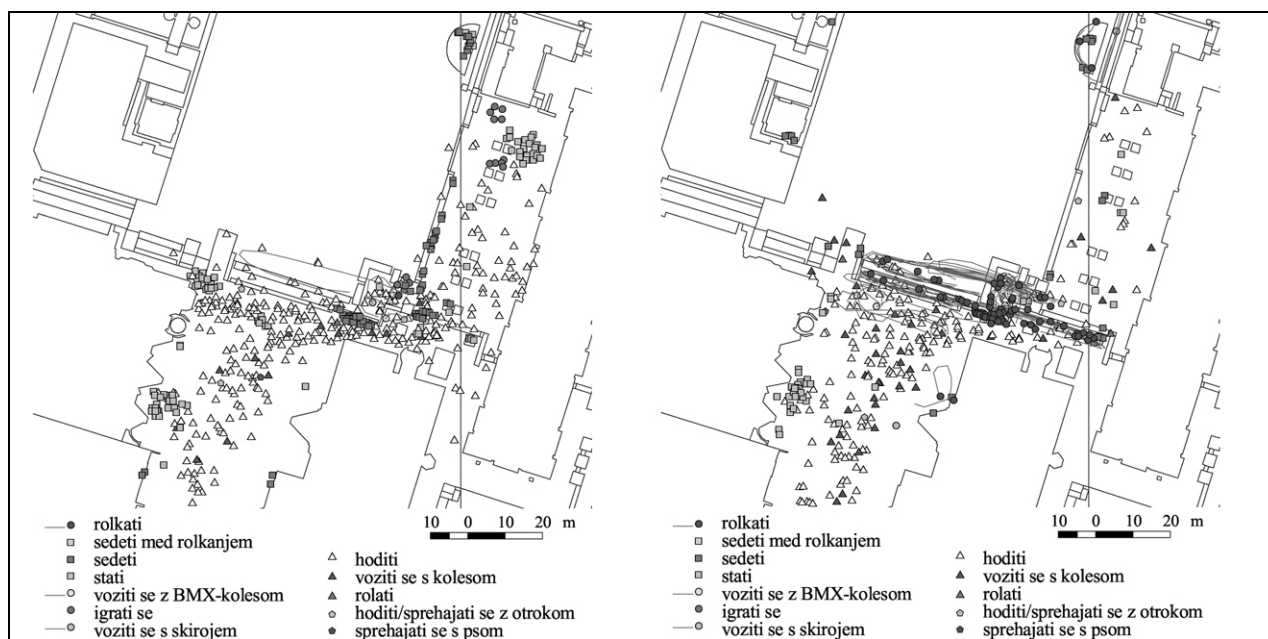 10 0 10 20 m
rolkati
sedeti med rolkanjem
sedeti
stati
voziti se z BMX-kolesom
igrati se
voziti se s skirojem
hoditi
voziti se s kolesom
rolati
hoditi/sprehajati se z otrokom
sprehajati se s psom
10 0 10 20 m
rolkati
sedeti med rolkanjem
sedeti
stati
voziti se z BMX-kolesom
igrati se
voziti se s skirojem
hoditi
voziti se s kolesom
rolati
hoditi/sprehajati se z otrokom
sprehajati se s psom